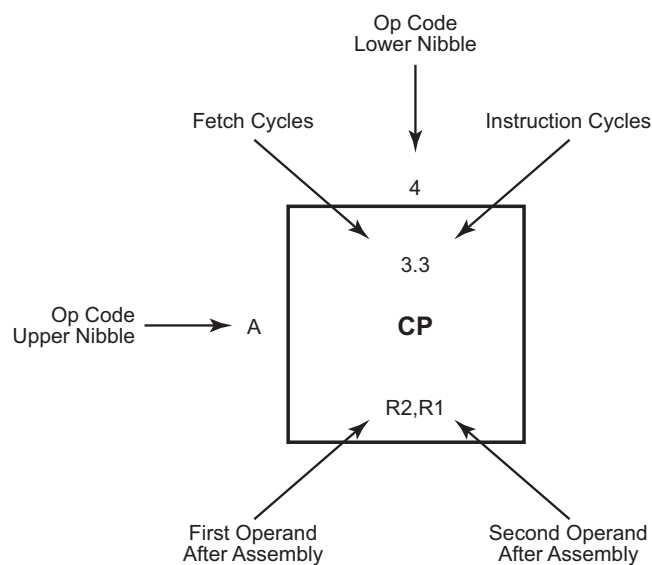 Op Code
Lower Nibble
Fetch Cycles
Instruction Cycles
4
3.3
Op Code
Upper Nibble
A
CP
R2,R1
First Operand
After Assembly
Second Operand
After Assembly